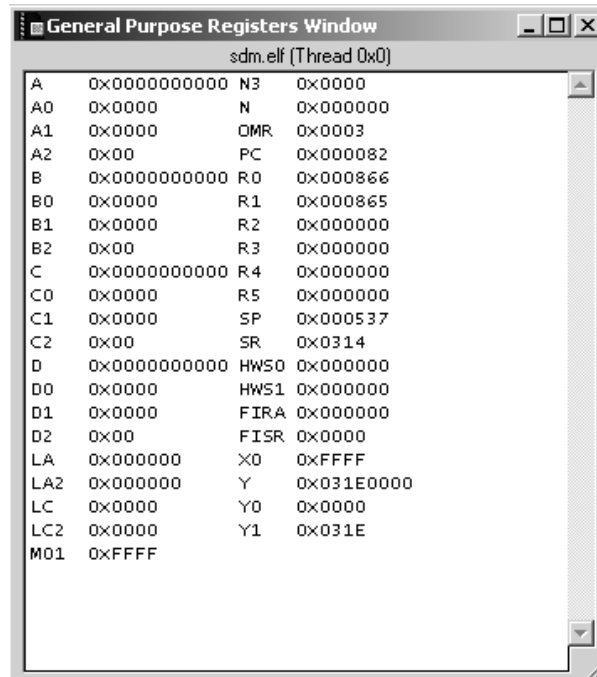 General Purpose Registers Window
sdm.elf (Thread 0x0)
A 0x0000000000 N3 0x0000
A0 0x0000 N 0x000000
A1 0x0000 OMR 0x0003
A2 0x00 PC 0x000082
B 0x0000000000 R0 0x000866
B0 0x0000 R1 0x000865
B1 0x0000 R2 0x000000
B2 0x00 R3 0x000000
C 0x0000000000 R4 0x000000
C0 0x0000 R5 0x000000
C1 0x0000 SP 0x000537
C2 0x00 SR 0x0314
D 0x0000000000 HWS0 0x000000
D0 0x0000 HWS1 0x000000
D1 0x0000 FIRA 0x000000
D2 0x00 FISR 0x0000
LA 0x000000 X0 0xFFFF
LA2 0x000000 Y 0x031E0000
LC 0x0000 Y0 0x0000
LC2 0x0000 Y1 0x031E
M01 0xFFFF